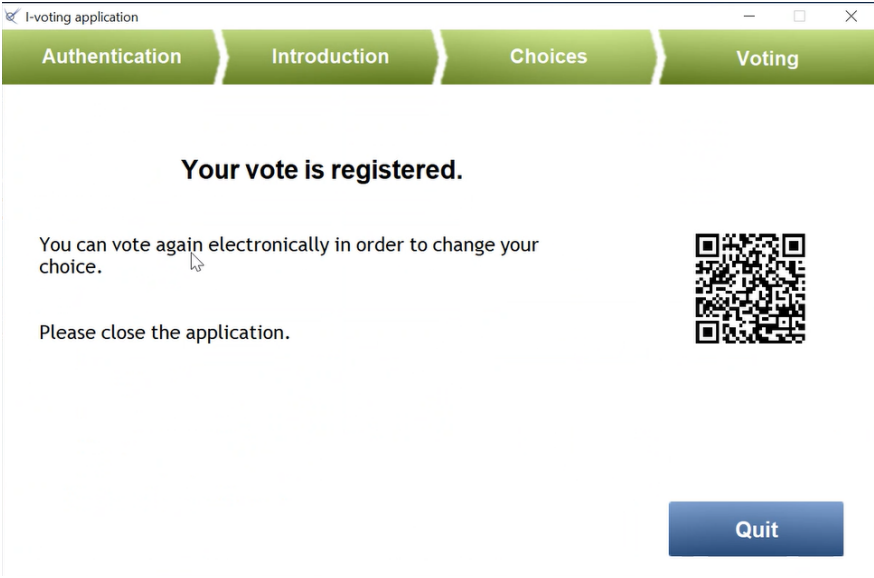 I-voting application
Authentication
Introduction
Choices
Voting
Your vote is registered.
You can vote again electronically in order to change your
choice.
Please close the application.
Quit